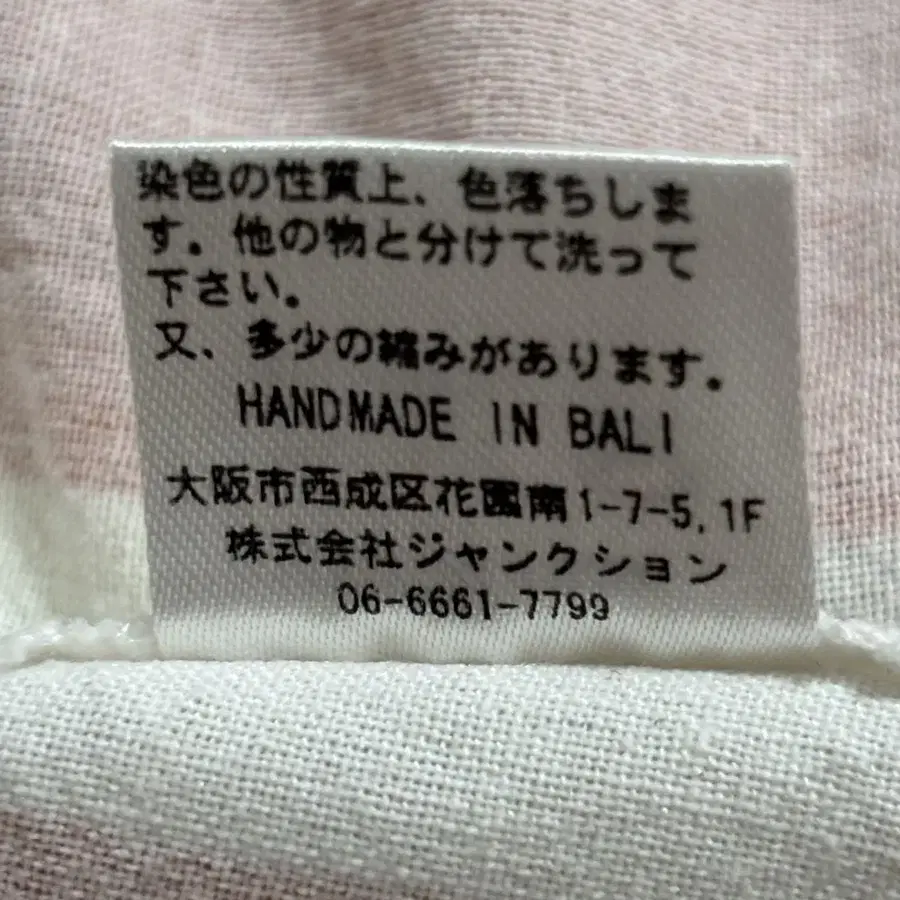 染色の性質上、色落ちしま
す。他の物と分けて洗って
下さい。
又、多少の縮みがあります。
HANDMADE IN BALI
大阪市西成区花園南1-7-5,1F
株式会社ジャンクション
06-6661-7799